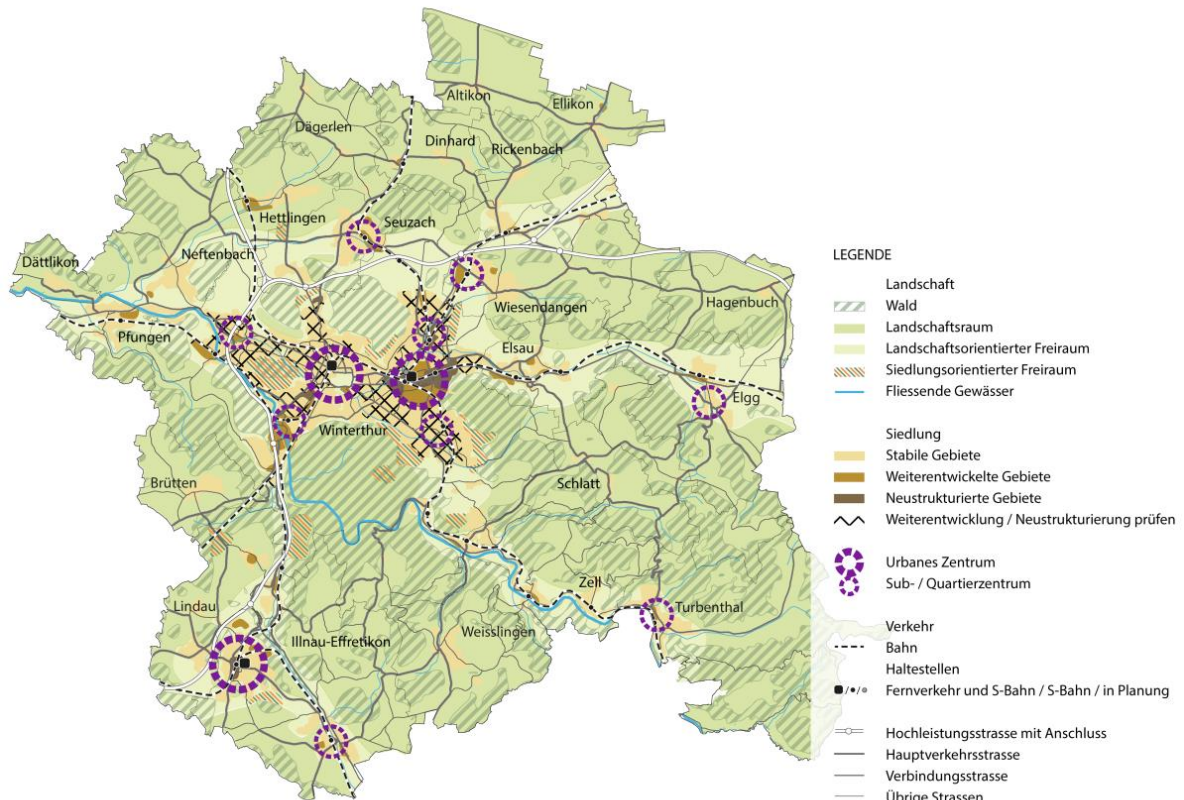 Altikon
Ellikon
Dägerlen
Dinhard
Rickenbach
Hettlingen
Seuzach
Neftenbach
Dättlikon
Wiesendangen
Hagenbuch
Pfungen
Elsau
Elgg
Winterthur
Brütten
Schlatt
Zell
Lindau
Turbenthal
Illnau-Effretikon
Weisslingen
LEGENDE
Landschaft
Wald
Landschaftsraum
Landschaftsorientierter Freiraum
Siedlungsorientierter Freiraum
Fliessende Gewässer
Siedlung
Stabile Gebiete
Weiterentwickelte Gebiete
Neustrukturierte Gebiete
Weiterentwicklung / Neustrukturierung prüfen
Urbanes Zentrum
Sub- / Quartierzentrum
Verkehr
Bahn
Haltestellen
Fernverkehr und S-Bahn / S-Bahn / in Planung
Hochleistungsstrasse mit Anschluss
Hauptverkehrsstrasse
Verbindungsstrasse
Übrige Strassen